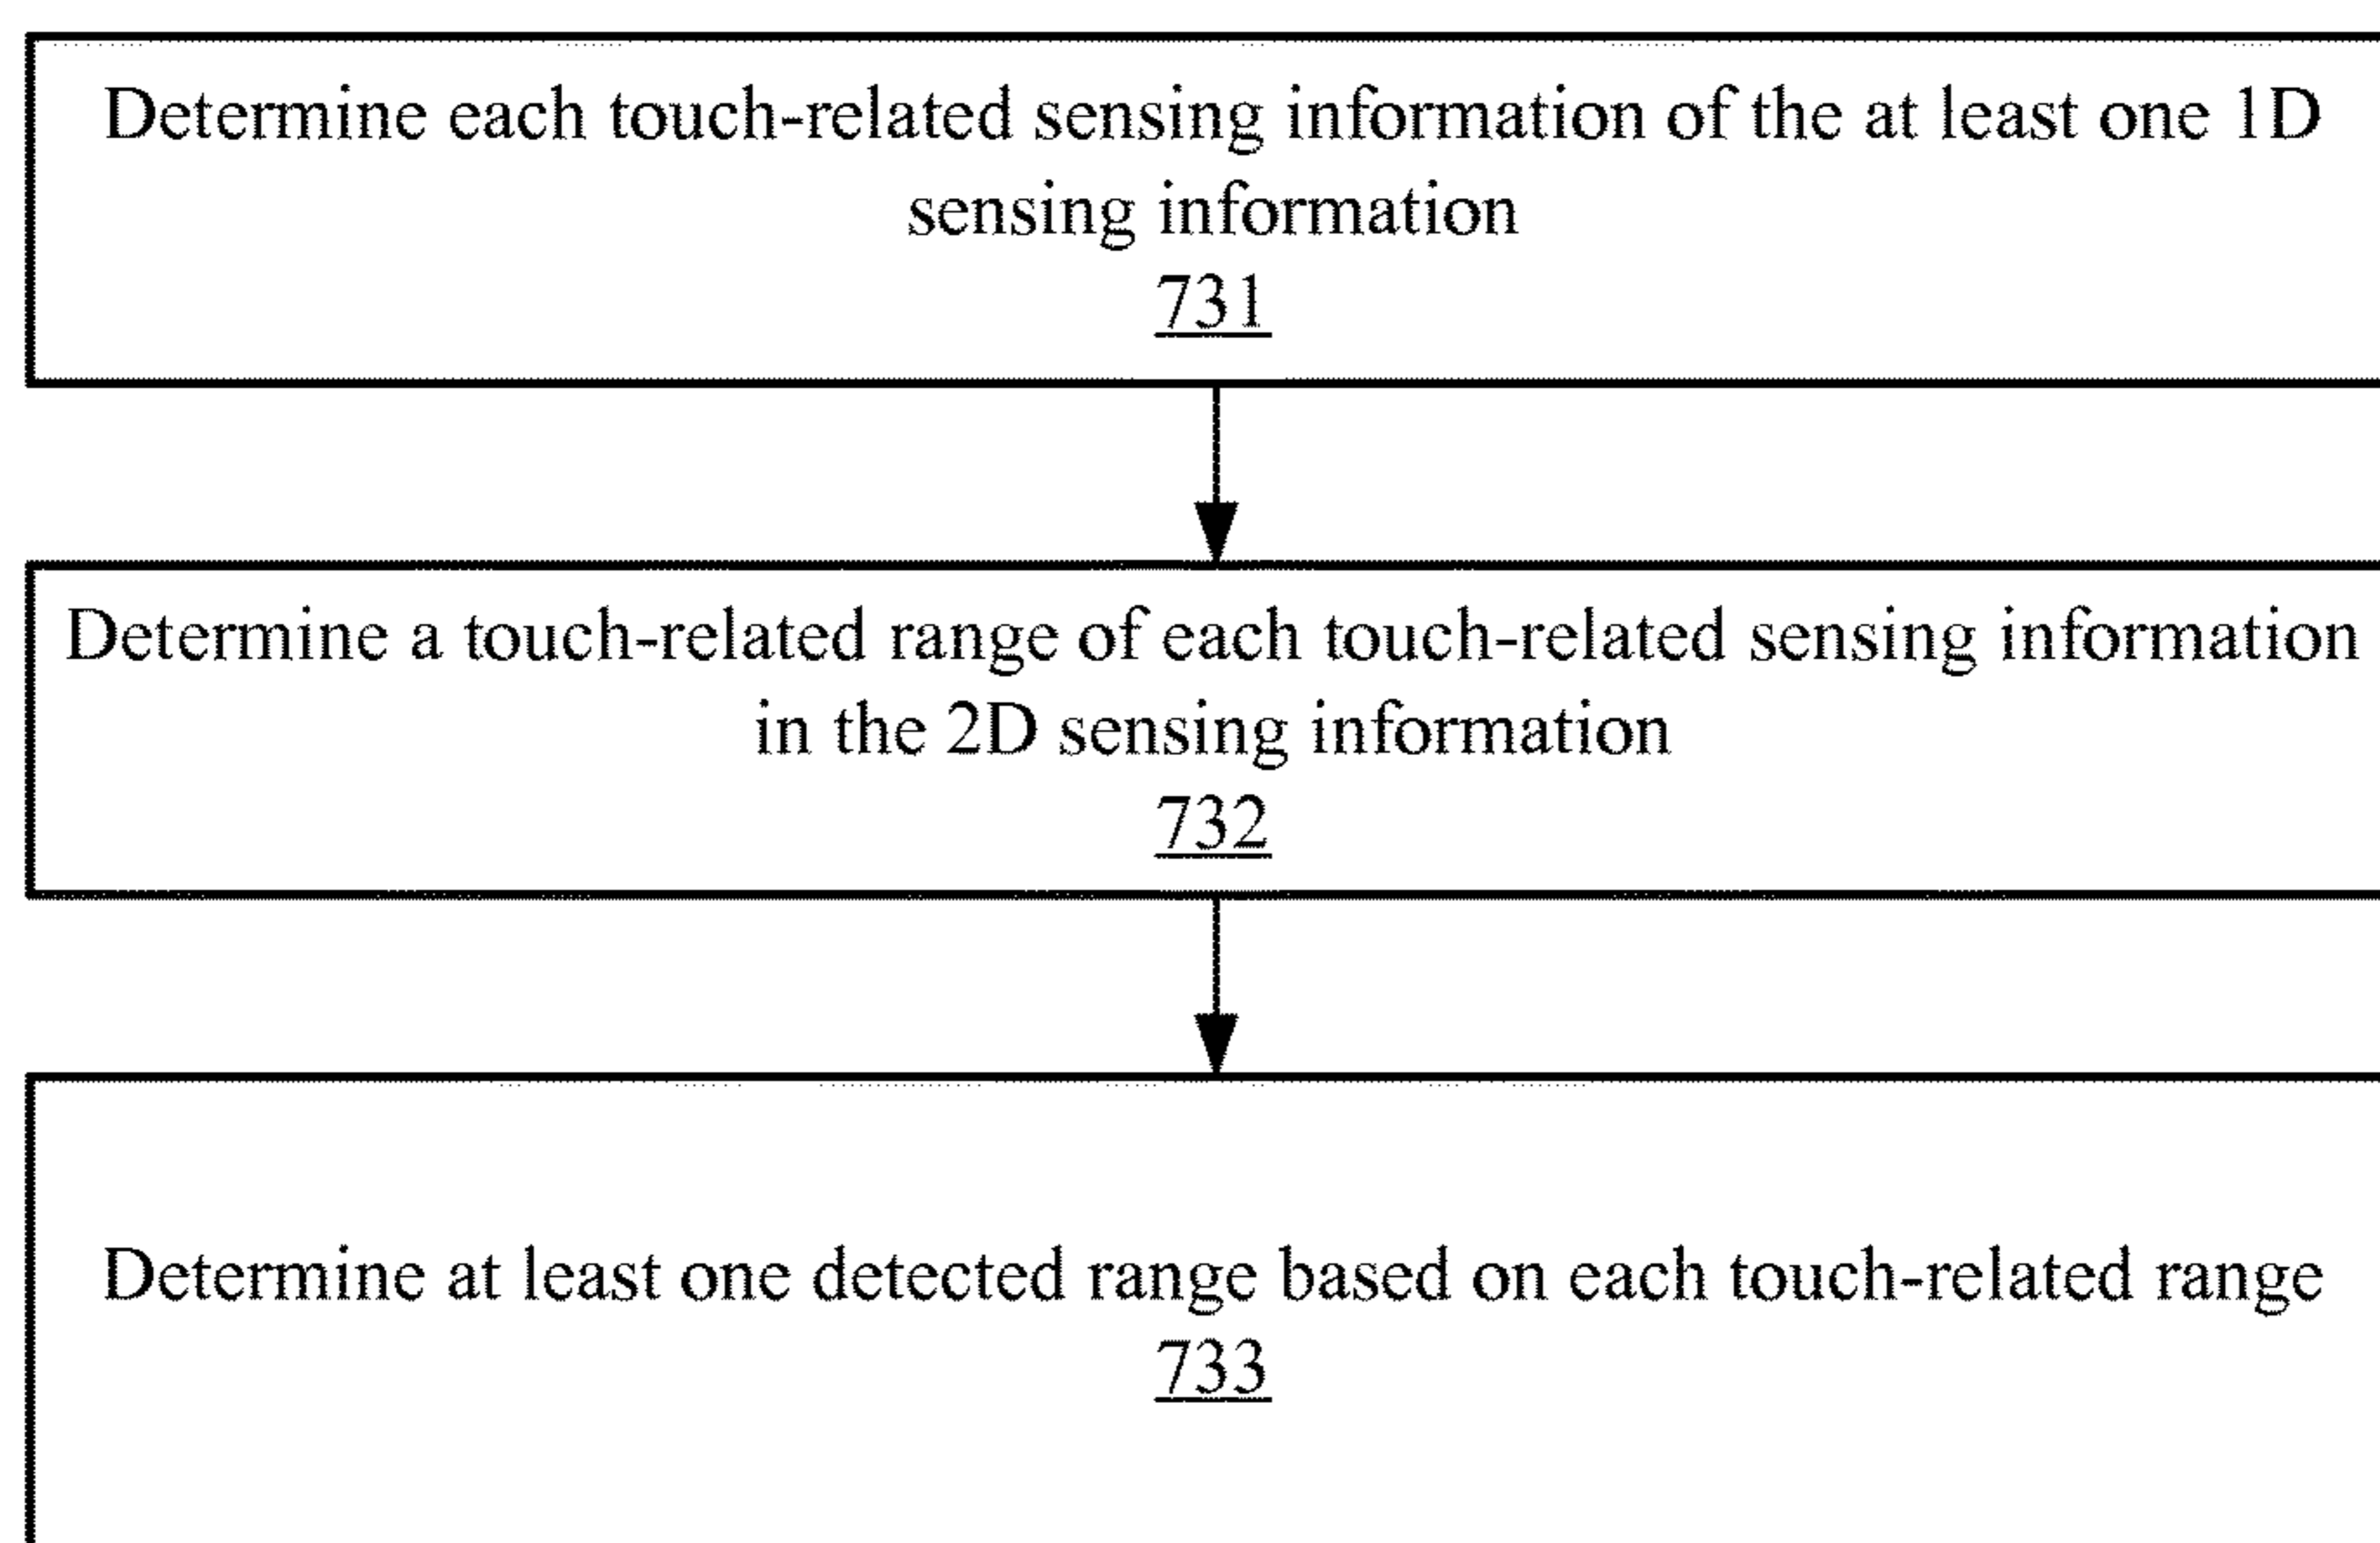 Determine each touch-related sensing information of the at least one 1D
sensing information
731
Determine a touch-related range of each touch-related sensing information
in the 2D sensing information
732
Determine at least one detected range based on each touch-related range
733